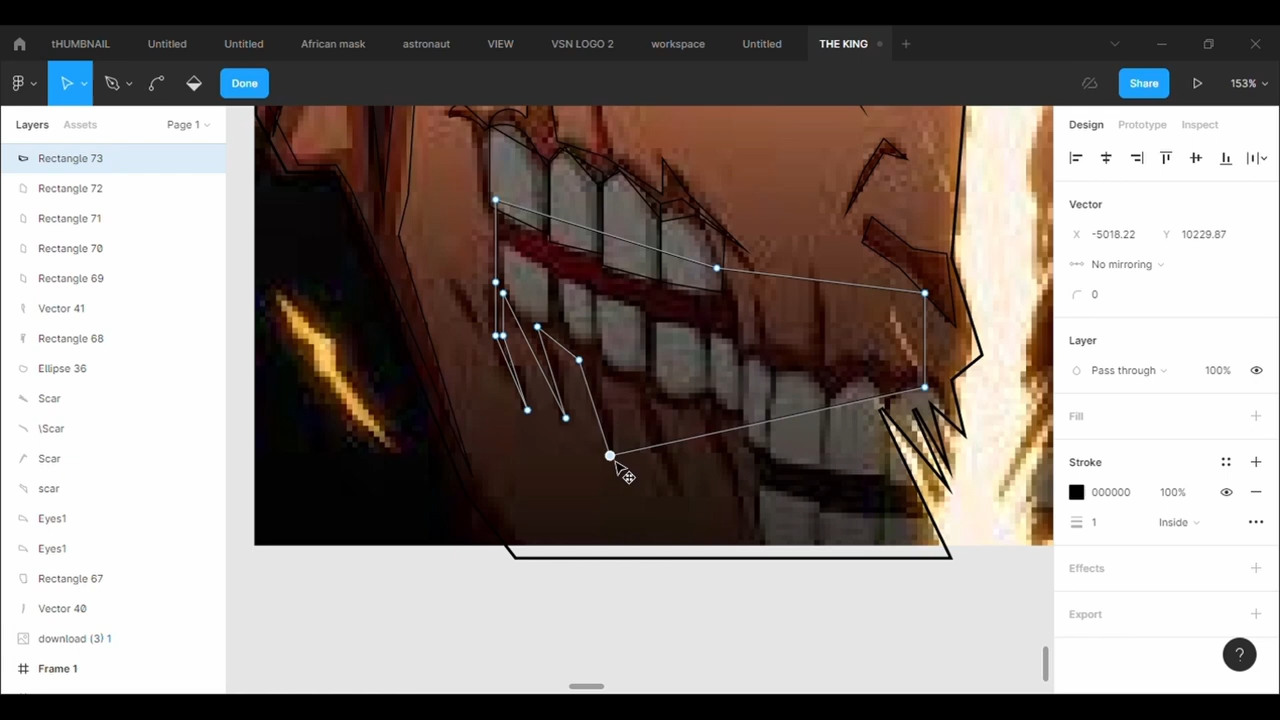 tHUMBNAIL Untitled Untitled African mask astronaut VIEW VSN LOGO 2 workspace Untitled THE KING
Done Share 153%
Layers Assets Page 1
Rectangle 73
Rectangle 72
Rectangle 71
Rectangle 70
Rectangle 69
Vector 41
Rectangle 68
Ellipse 36
Scar
\Scar
Scar
scar
Eyes1
Eyes1
Rectangle 67
Vector 40
download (3) 1
Frame 1
Design Prototype Inspect
Vector
X -5018.22 Y 10229.87
No mirroring
0
Layer
Pass through 100%
Fill
Stroke
000000 100%
1 Inside
Effects
Export
?